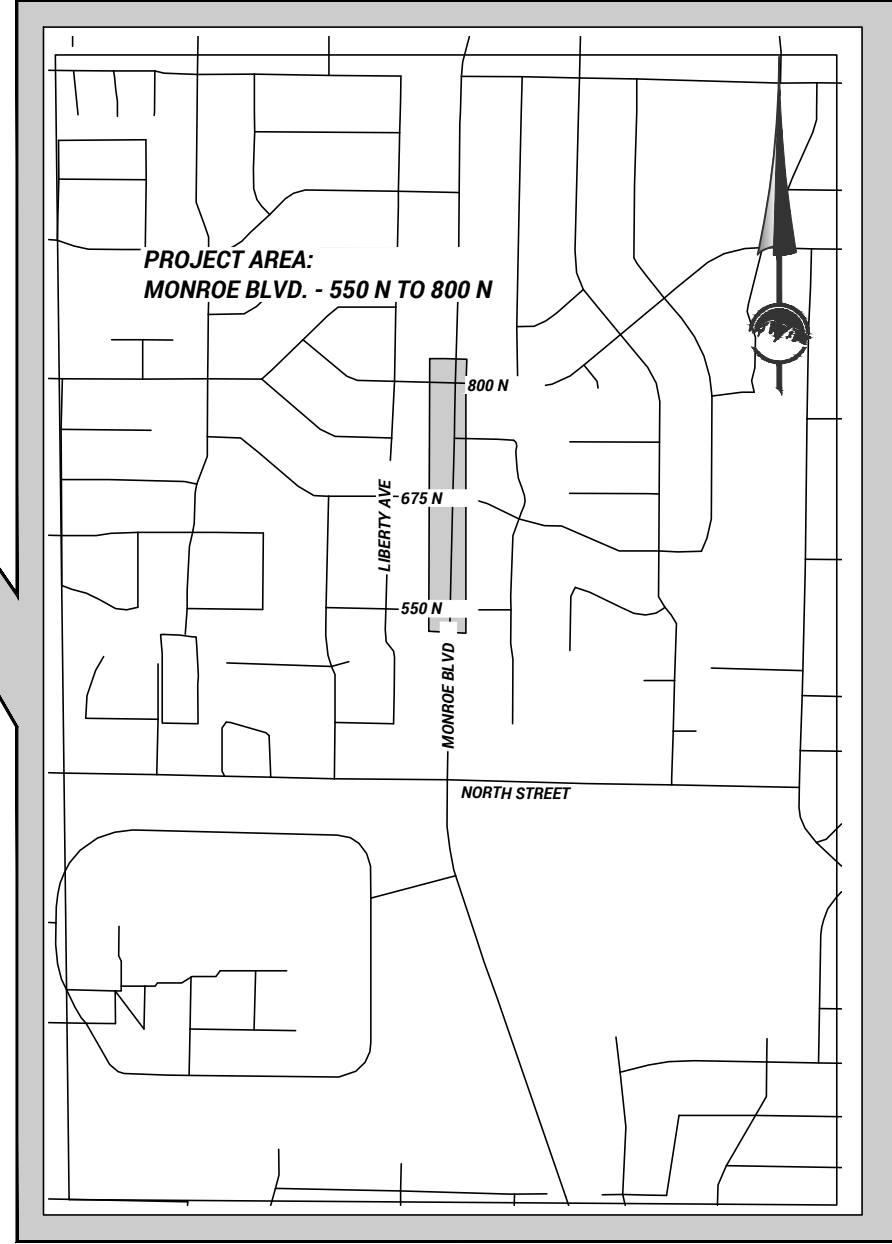 PROJECT AREA:
MONROE BLVD. - 550 N TO 800 N
800 N
LIBERTY AVE
675 N
550 N
MONROE BLVD
NORTH STREET